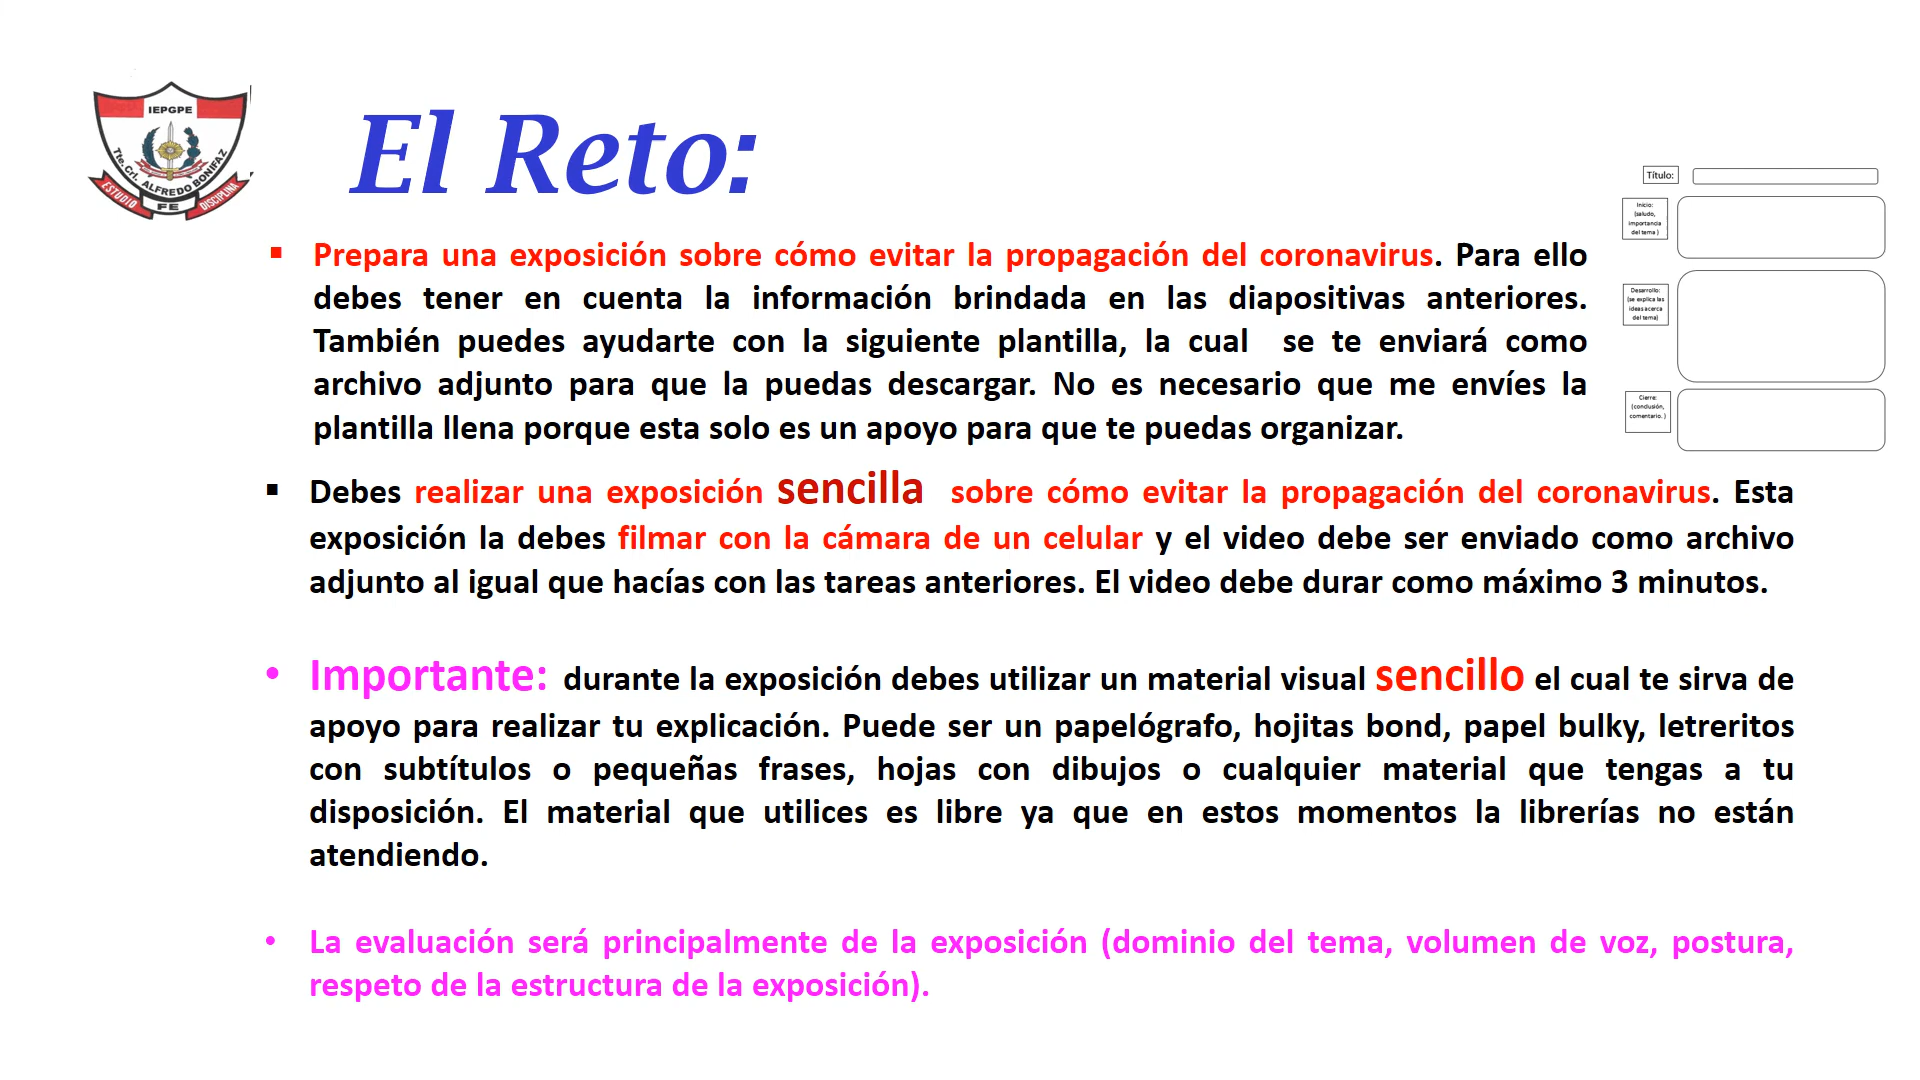 IEPGPE
Tte. Crl. ALFREDO BONIFAZ
ESTUDIO FE DISCIPLINA
El Reto:
▪ Prepara una exposición sobre cómo evitar la propagación del coronavirus. Para ello
debes tener en cuenta la información brindada en las diapositivas anteriores.
También puedes ayudarte con la siguiente plantilla, la cual se te enviará como
archivo adjunto para que la puedas descargar. No es necesario que me envíes la
plantilla llena porque esta solo es un apoyo para que te puedas organizar.
Título:
Inicio:
(saludo,
importancia
del tema )
Desarrollo:
(se explica las
ideas acerca
del tema)
Cierre:
(conclusión,
comentario. )
▪ Debes realizar una exposición sencilla sobre cómo evitar la propagación del coronavirus. Esta
exposición la debes filmar con la cámara de un celular y el video debe ser enviado como archivo
adjunto al igual que hacías con las tareas anteriores. El video debe durar como máximo 3 minutos.
• Importante: durante la exposición debes utilizar un material visual sencillo el cual te sirva de
apoyo para realizar tu explicación. Puede ser un papelógrafo, hojitas bond, papel bulky, letreritos
con subtítulos o pequeñas frases, hojas con dibujos o cualquier material que tengas a tu
disposición. El material que utilices es libre ya que en estos momentos la librerías no están
atendiendo.
• La evaluación será principalmente de la exposición (dominio del tema, volumen de voz, postura,
respeto de la estructura de la exposición).